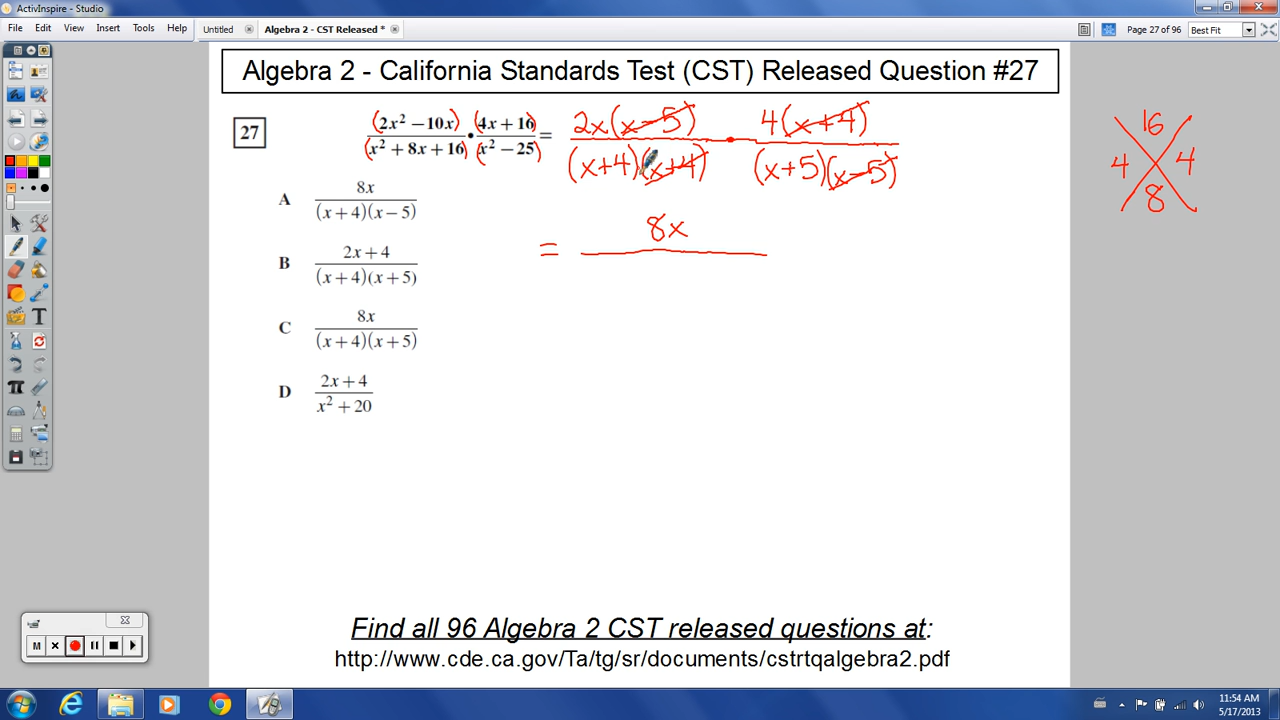 ActivInspire - Studio
File Edit View Insert Tools Help
Untitled
Algebra 2 - CST Released *
Page 27 of 96
Best Fit
Algebra 2 - California Standards Test (CST) Released Question #27
27
(2x² − 10x) / (x² + 8x + 16) • (4x + 16) / (x² − 25) = 2x(x−5) / (x+4)(x+4) • 4(x+4) / (x+5)(x−5)
16
4 4
8
= 8x
A 8x / (x + 4)(x − 5)
B 2x + 4 / (x + 4)(x + 5)
C 8x / (x + 4)(x + 5)
D 2x + 4 / x² + 20
M
Find all 96 Algebra 2 CST released questions at:
http://www.cde.ca.gov/Ta/tg/sr/documents/cstrtqalgebra2.pdf
11:54 AM
5/17/2013